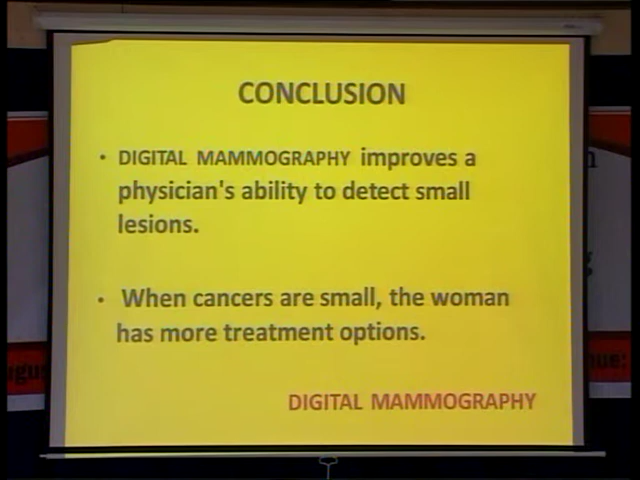 CONCLUSION
• DIGITAL MAMMOGRAPHY improves a
physician's ability to detect small
lesions.
• When cancers are small, the woman
has more treatment options.
DIGITAL MAMMOGRAPHY